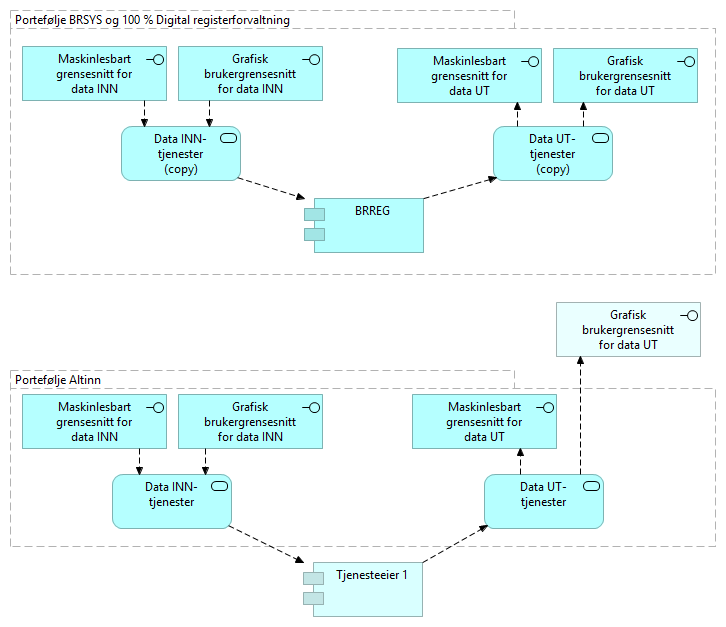 Portefølje BRSYS og 100 % Digital registerforvaltning
Maskinlesbart
grensesnitt for
data INN
Grafisk
brukergrensesnitt
for data INN
Maskinlesbart
grensesnitt for
data UT
Grafisk
brukergrensesnitt
for data UT
Data INN-
tjenester
(copy)
Data UT-
tjenester
(copy)
BRREG
Grafisk
brukergrensesnitt
for data UT
Portefølje Altinn
Maskinlesbart
grensesnitt for
data INN
Grafisk
brukergrensesnitt
for data INN
Maskinlesbart
grensesnitt for
data UT
Data INN-
tjenester
Data UT-
tjenester
Tjenesteeier 1